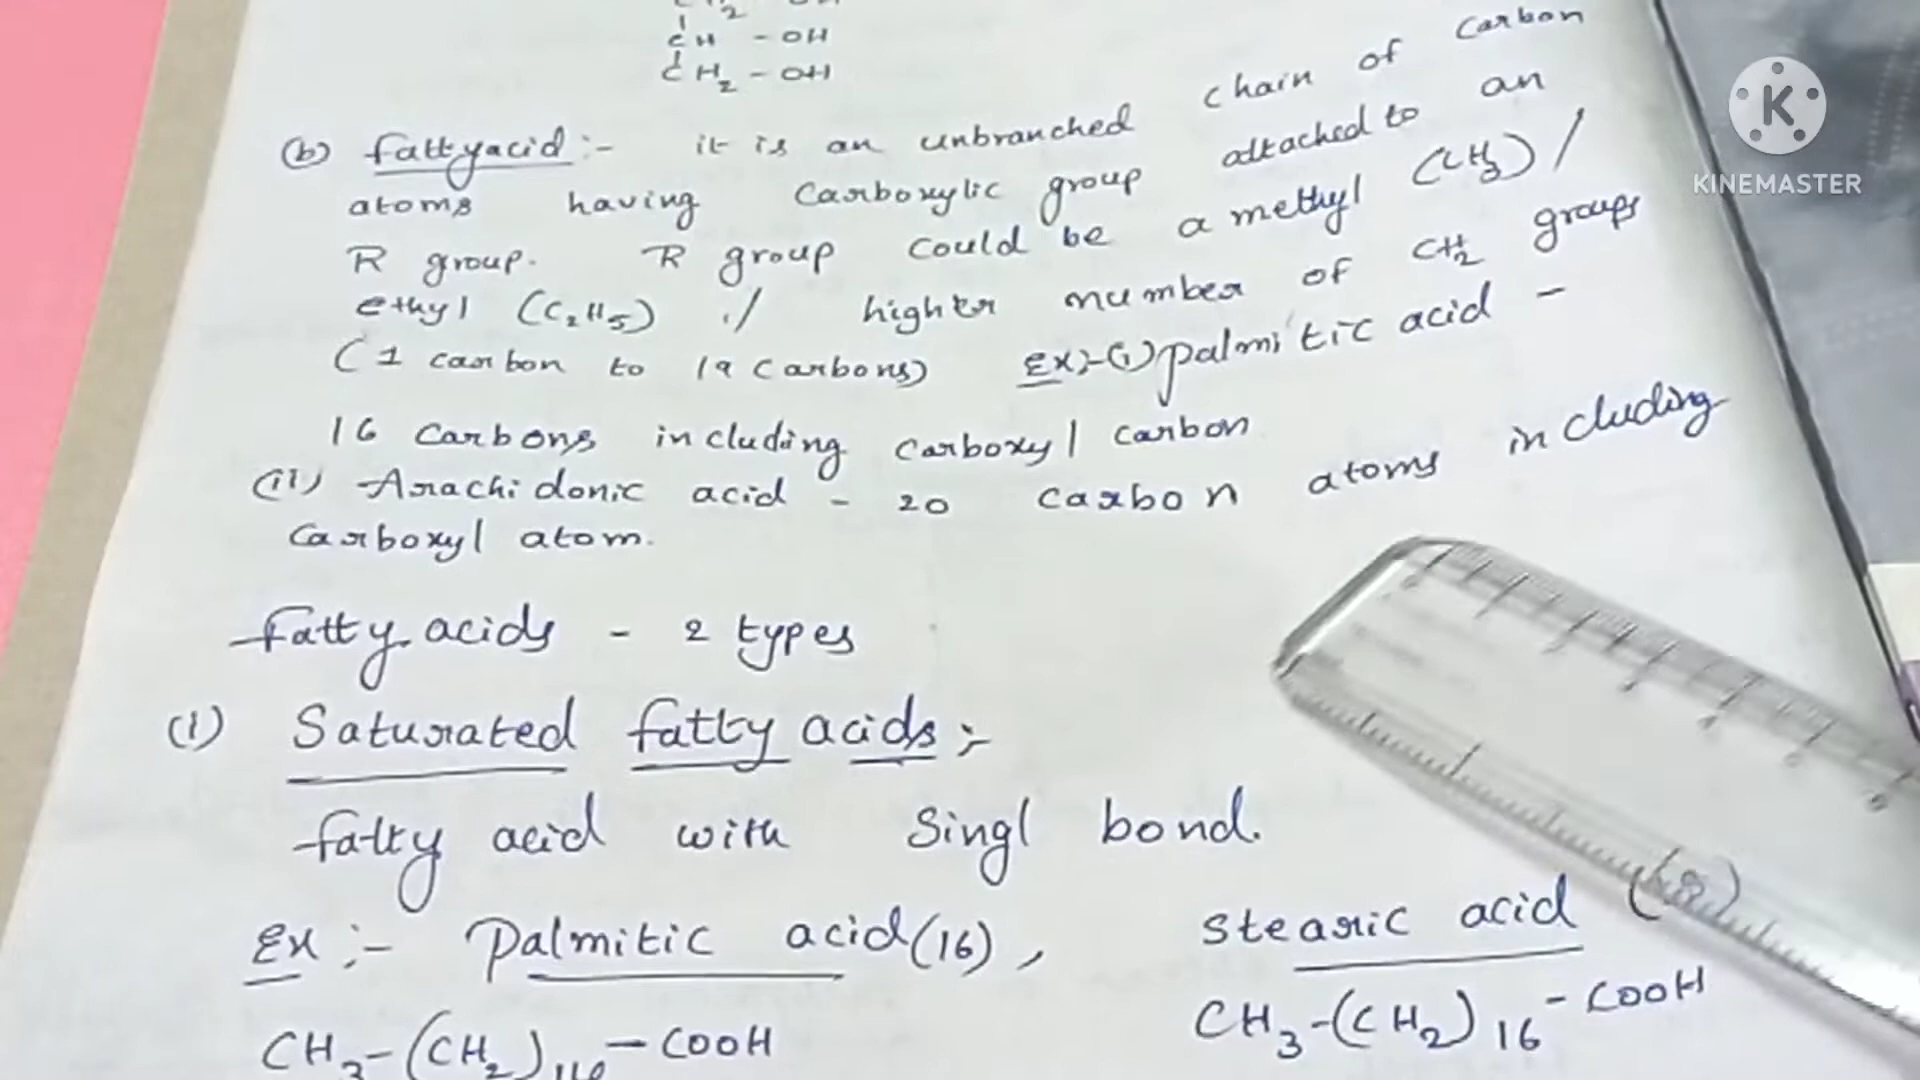 CH - OH
CH2 - OH
(b) fattyacid :- it is an unbranched chain of carbon
atoms having carboxylic group attached to an
R group. R group could be a methyl (CH3) /
ethyl (C2H5) / higher number of CH2 groups
(1 carbon to 19 carbons) Ex:- (i) palmitic acid -
16 carbons including carboxyl carbon
(ii) Arachidonic acid - 20 carbon atoms including
carboxyl atom.
fatty acids - 2 types
(1) Saturated fatty acids :-
fatty acid with Singl bond.
Ex :- Palmitic acid (16), Stearic acid
CH3-(CH2)14-COOH CH3-(CH2)16-COOH
K
KINEMASTER